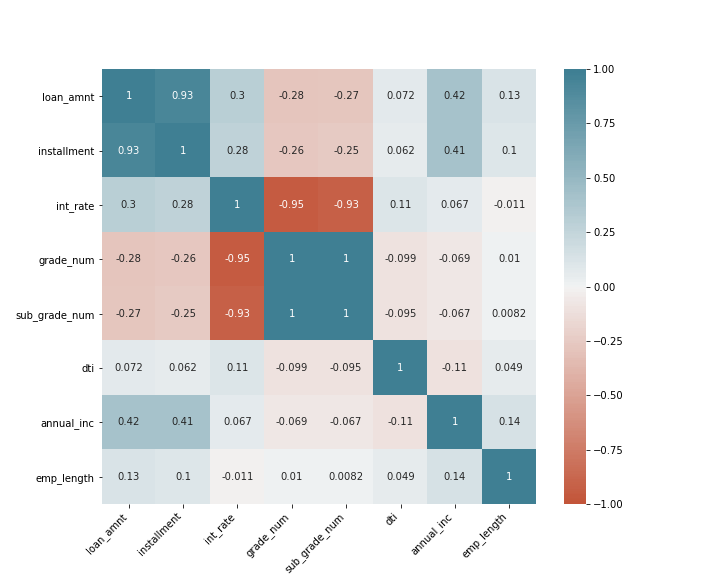 loan_amnt 1 0.93 0.3 -0.28 -0.27 0.072 0.42 0.13
installment 0.93 1 0.28 -0.26 -0.25 0.062 0.41 0.1
int_rate 0.3 0.28 1 -0.95 -0.93 0.11 0.067 -0.011
grade_num -0.28 -0.26 -0.95 1 1 -0.099 -0.069 0.01
sub_grade_num -0.27 -0.25 -0.93 1 1 -0.095 -0.067 0.0082
dti 0.072 0.062 0.11 -0.099 -0.095 1 -0.11 0.049
annual_inc 0.42 0.41 0.067 -0.069 -0.067 -0.11 1 0.14
emp_length 0.13 0.1 -0.011 0.01 0.0082 0.049 0.14 1
loan_amnt installment int_rate grade_num sub_grade_num dti annual_inc emp_length
1.00
0.75
0.50
0.25
0.00
−0.25
−0.50
−0.75
−1.00